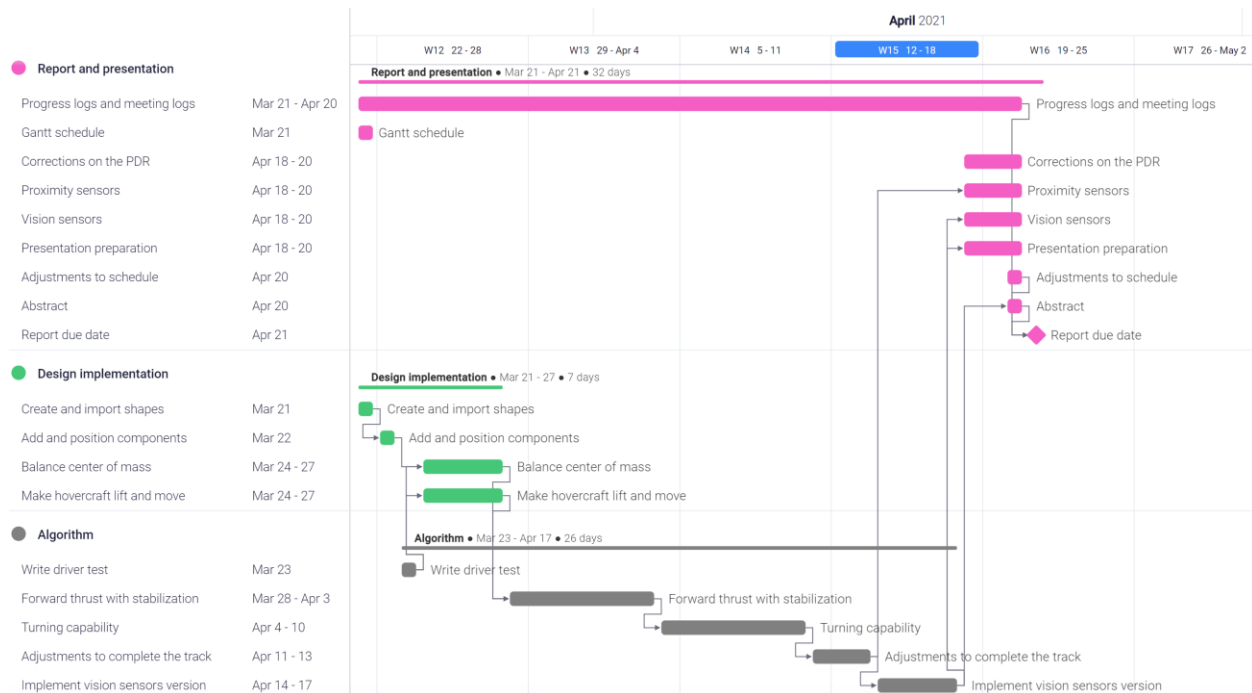 April 2021
W12 22 - 28 W13 29 - Apr 4 W14 5 - 11 W15 12 - 18 W16 19 - 25 W17 26 - May 2
Report and presentation Report and presentation ● Mar 21 - Apr 21 ● 32 days
Progress logs and meeting logs Mar 21 - Apr 20 Progress logs and meeting logs
Gantt schedule Mar 21 Gantt schedule
Corrections on the PDR Apr 18 - 20 Corrections on the PDR
Proximity sensors Apr 18 - 20 Proximity sensors
Vision sensors Apr 18 - 20 Vision sensors
Presentation preparation Apr 18 - 20 Presentation preparation
Adjustments to schedule Apr 20 Adjustments to schedule
Abstract Apr 20 Abstract
Report due date Apr 21 Report due date
Design implementation Design implementation ● Mar 21 - 27 ● 7 days
Create and import shapes Mar 21 Create and import shapes
Add and position components Mar 22 Add and position components
Balance center of mass Mar 24 - 27 Balance center of mass
Make hovercraft lift and move Mar 24 - 27 Make hovercraft lift and move
Algorithm Algorithm ● Mar 23 - Apr 17 ● 26 days
Write driver test Mar 23 Write driver test
Forward thrust with stabilization Mar 28 - Apr 3 Forward thrust with stabilization
Turning capability Apr 4 - 10 Turning capability
Adjustments to complete the track Apr 11 - 13 Adjustments to complete the track
Implement vision sensors version Apr 14 - 17 Implement vision sensors version